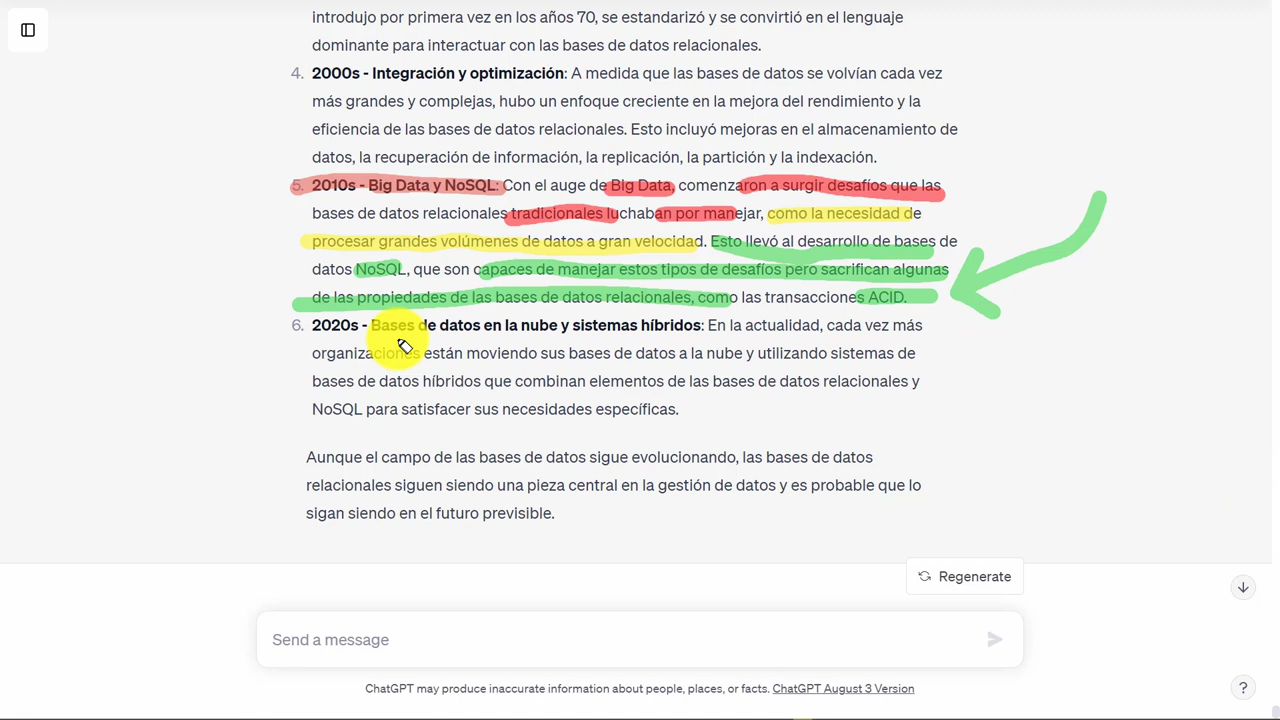 introdujo por primera vez en los años 70, se estandarizó y se convirtió en el lenguaje
dominante para interactuar con las bases de datos relacionales.
4. 2000s - Integración y optimización: A medida que las bases de datos se volvían cada vez
más grandes y complejas, hubo un enfoque creciente en la mejora del rendimiento y la
eficiencia de las bases de datos relacionales. Esto incluyó mejoras en el almacenamiento de
datos, la recuperación de información, la replicación, la partición y la indexación.
5. 2010s - Big Data y NoSQL: Con el auge de Big Data, comenzaron a surgir desafíos que las
bases de datos relacionales tradicionales luchaban por manejar, como la necesidad de
procesar grandes volúmenes de datos a gran velocidad. Esto llevó al desarrollo de bases de
datos NoSQL, que son capaces de manejar estos tipos de desafíos pero sacrifican algunas
de las propiedades de las bases de datos relacionales, como las transacciones ACID.
6. 2020s - Bases de datos en la nube y sistemas híbridos: En la actualidad, cada vez más
organizaciones están moviendo sus bases de datos a la nube y utilizando sistemas de
bases de datos híbridos que combinan elementos de las bases de datos relacionales y
NoSQL para satisfacer sus necesidades específicas.
Aunque el campo de las bases de datos sigue evolucionando, las bases de datos
relacionales siguen siendo una pieza central en la gestión de datos y es probable que lo
sigan siendo en el futuro previsible.
Regenerate
Send a message
ChatGPT may produce inaccurate information about people, places, or facts. ChatGPT August 3 Version
?